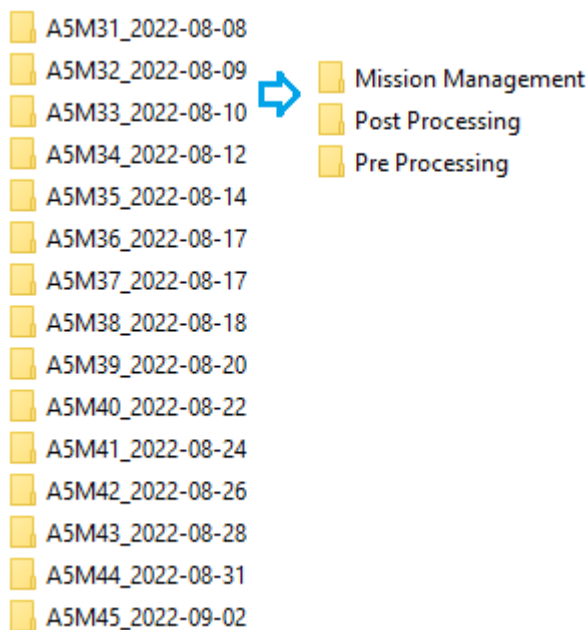 A5M31_2022-08-08
A5M32_2022-08-09
A5M33_2022-08-10
A5M34_2022-08-12
A5M35_2022-08-14
A5M36_2022-08-17
A5M37_2022-08-17
A5M38_2022-08-18
A5M39_2022-08-20
A5M40_2022-08-22
A5M41_2022-08-24
A5M42_2022-08-26
A5M43_2022-08-28
A5M44_2022-08-31
A5M45_2022-09-02
Mission Management
Post Processing
Pre Processing